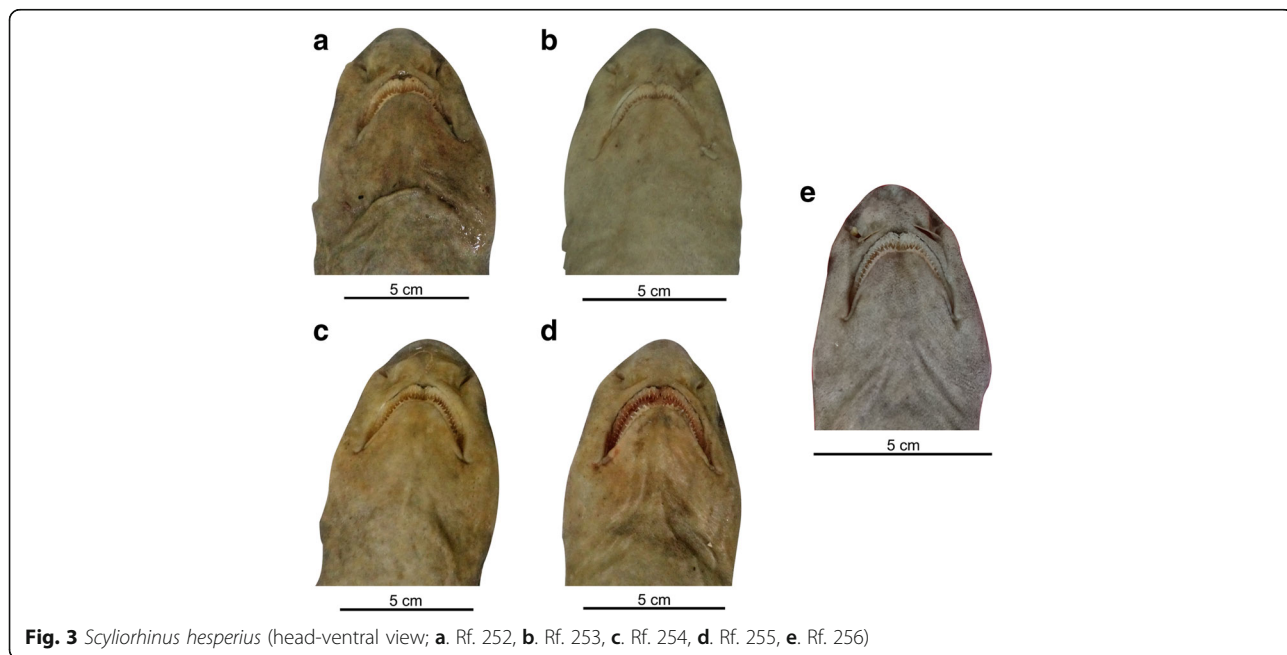 a
b
5 cm
5 cm
e
c
d
5 cm
5 cm
5 cm
Fig. 3 Scyliorhinus hesperius (head-ventral view; a. Rf. 252, b. Rf. 253, c. Rf. 254, d. Rf. 255, e. Rf. 256)